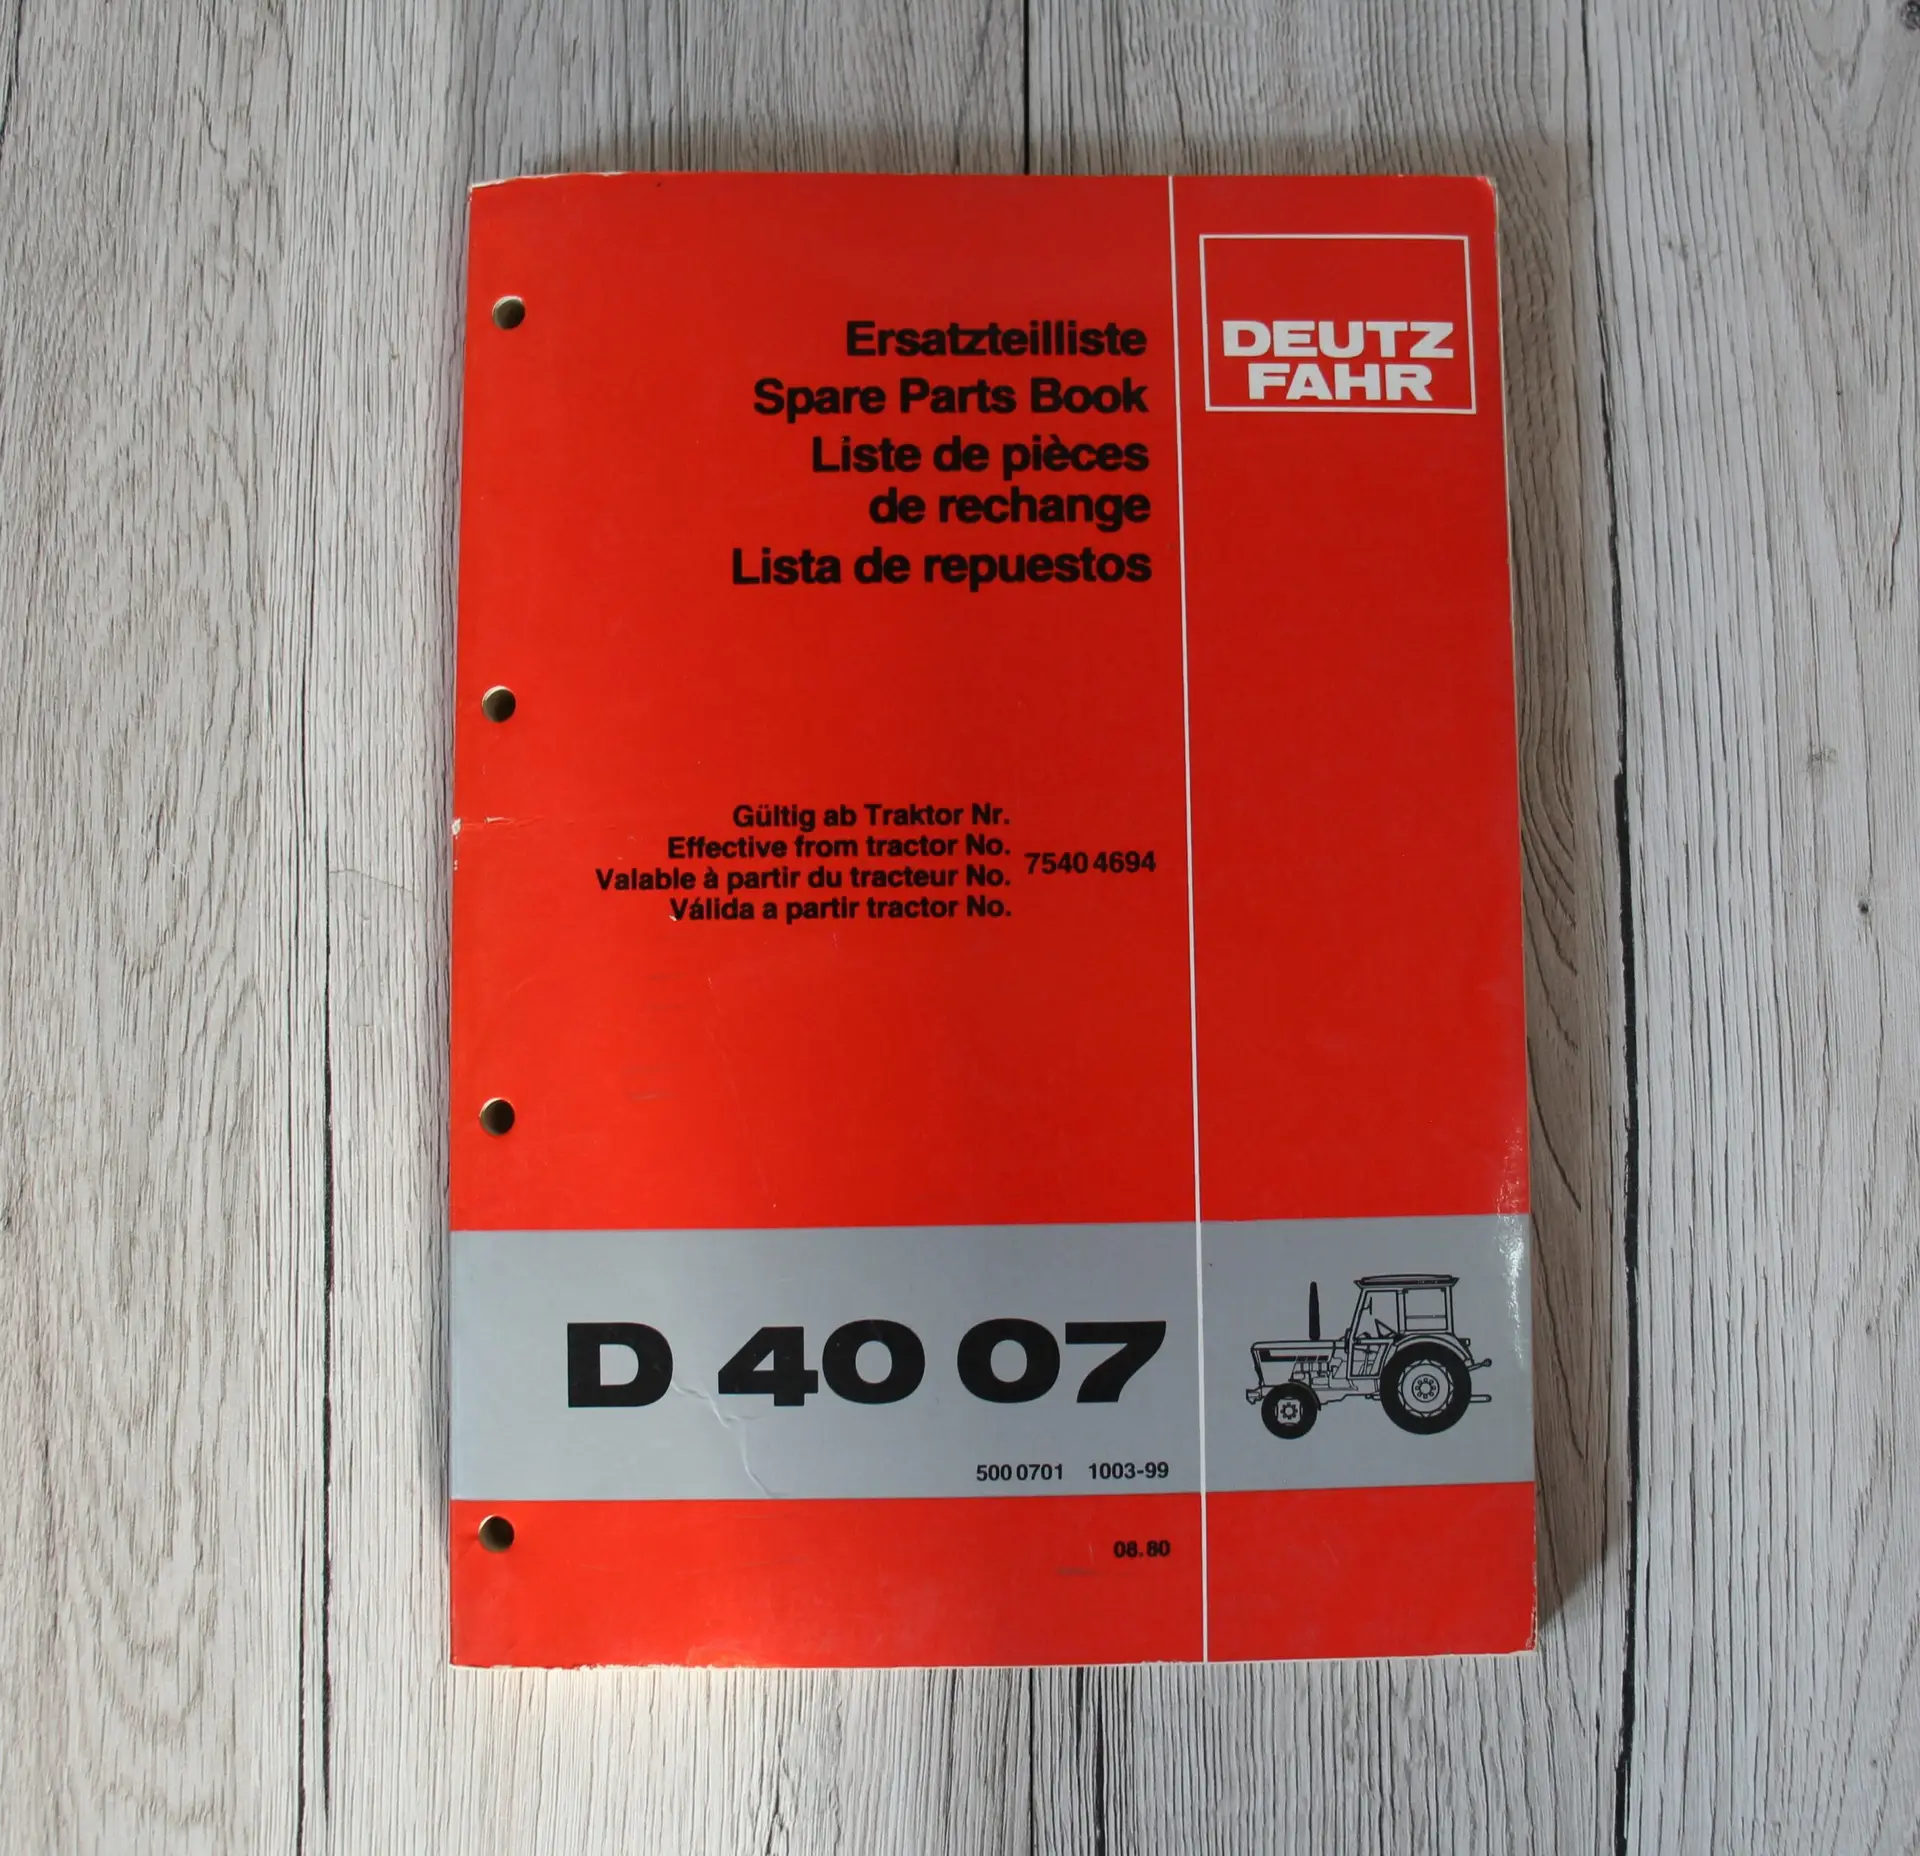 DEUTZ
FAHR
Ersatzteilliste
Spare Parts Book
Liste de pièces
de rechange
Lista de repuestos
Gültig ab Traktor Nr.
Effective from tractor No.
Valable à partir du tracteur No.
Válida a partir tractor No.
7540 4694
D 40 07
500 0701 1003-99
08.80